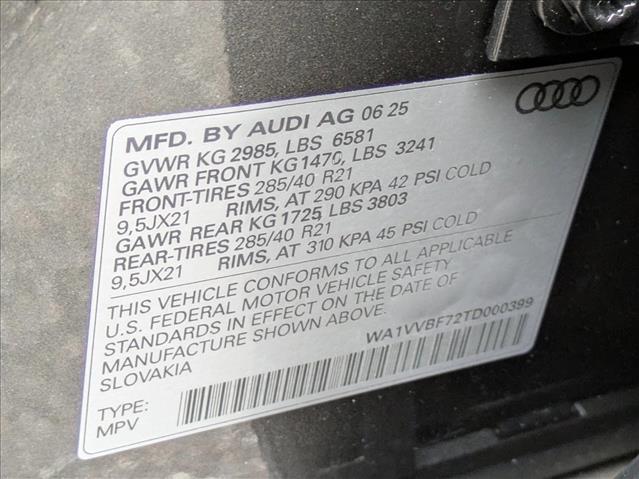 MFD. BY AUDI AG 06 25
GVWR KG 2985, LBS 6581
GAWR FRONT KG1470, LBS 3241
FRONT-TIRES 285/40 R21
9,5JX21 RIMS, AT 290 KPA 42 PSI COLD
GAWR REAR KG 1725, LBS 3803
REAR-TIRES 285/40 R21
9,5JX21 RIMS, AT 310 KPA 45 PSI COLD
THIS VEHICLE CONFORMS TO ALL APPLICABLE
U.S. FEDERAL MOTOR VEHICLE SAFETY
STANDARDS IN EFFECT ON THE DATE OF
MANUFACTURE SHOWN ABOVE.
SLOVAKIA
WA1VVBF72TD000399
TYPE:
MPV